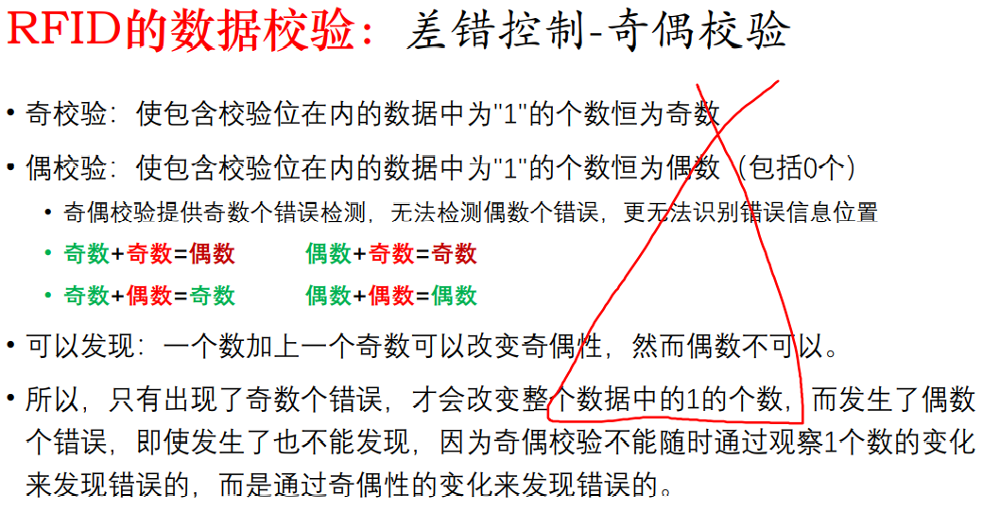 RFID的数据校验：差错控制-奇偶校验
• 奇校验：使包含校验位在内的数据中为"1"的个数恒为奇数
• 偶校验：使包含校验位在内的数据中为"1"的个数恒为偶数（包括0个）
• 奇偶校验提供奇数个错误检测，无法检测偶数个错误，更无法识别错误信息位置
• 奇数+奇数=偶数 偶数+奇数=奇数
• 奇数+偶数=奇数 偶数+偶数=偶数
• 可以发现：一个数加上一个奇数可以改变奇偶性，然而偶数不可以。
• 所以，只有出现了奇数个错误，才会改变整个数据中的1的个数，而发生了偶数
个错误，即使发生了也不能发现，因为奇偶校验不能随时通过观察1个数的变化
来发现错误的，而是通过奇偶性的变化来发现错误的。